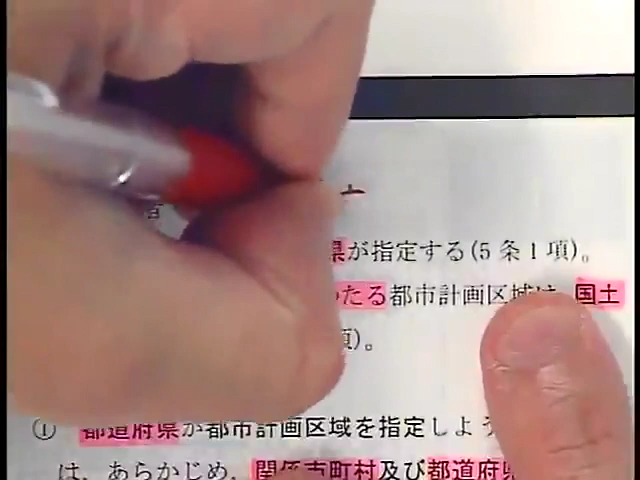 県が指定する(5条1項)。
たる都市計画区域は、国土
項)。
① 都道府県が都市計画区域を指定しよう
は、あらかじめ、関係市町村及び都道府県